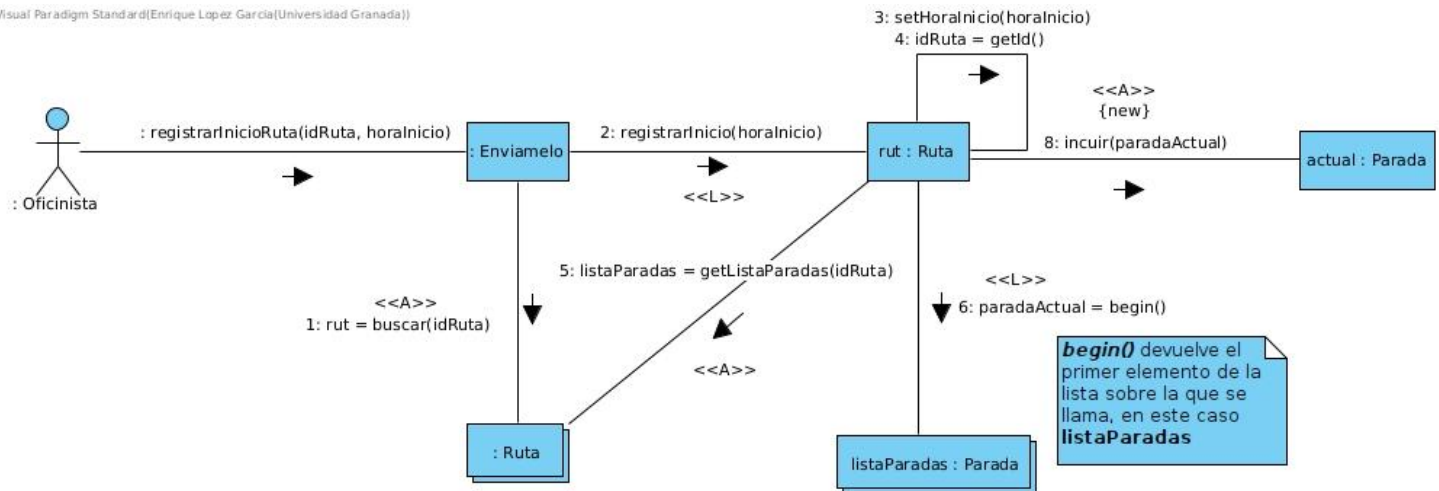 Visual Paradigm Standard(Enrique Lopez Garcia(Universidad Granada))
3: setHoraInicio(horaInicio)
4: idRuta = getId()
<<A>>
{new}
: registrarInicioRuta(idRuta, horaInicio)
2: registrarInicio(horaInicio)
8: incuir(paradaActual)
: Enviamelo
rut : Ruta
actual : Parada
: Oficinista
<<L>>
5: listaParadas = getListaParadas(idRuta)
<<A>>
1: rut = buscar(idRuta)
<<L>>
6: paradaActual = begin()
<<A>>
begin() devuelve el
primer elemento de la
lista sobre la que se
llama, en este caso
listaParadas
: Ruta
listaParadas : Parada